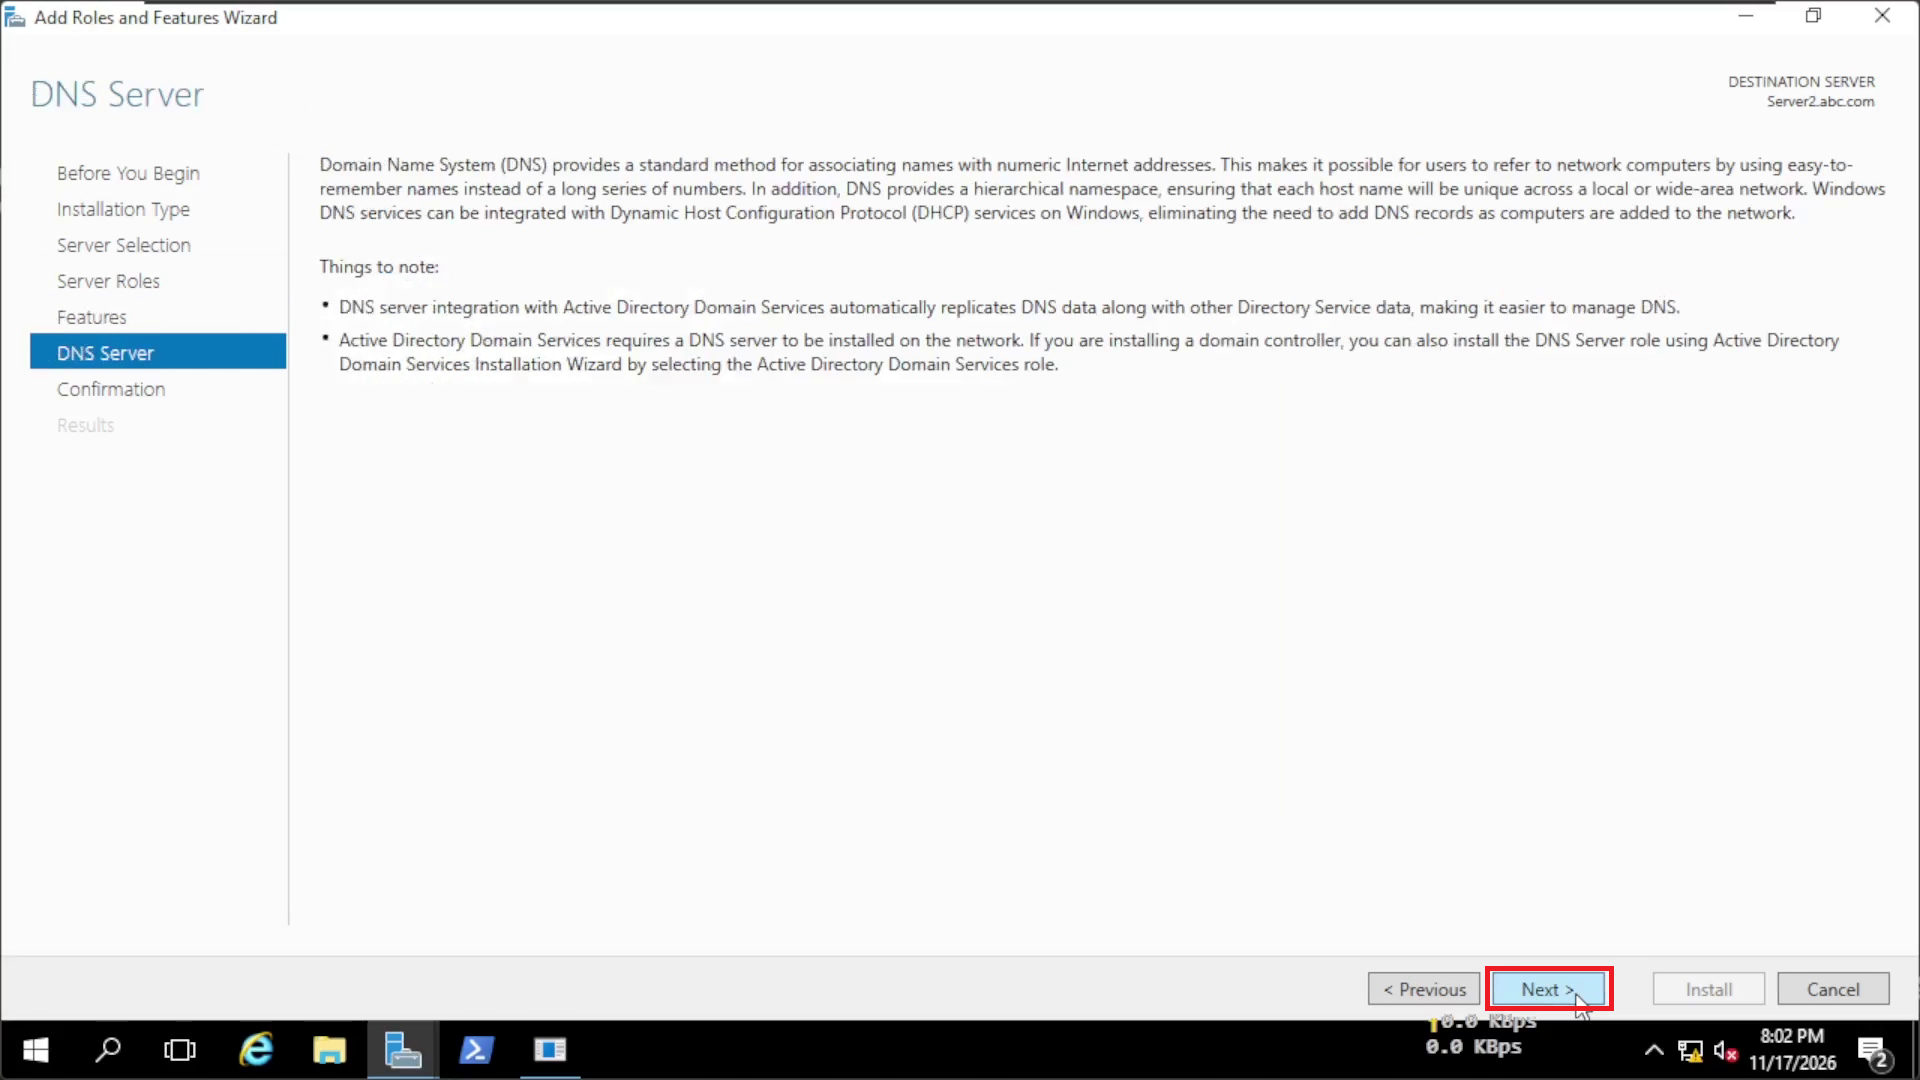 Add Roles and Features Wizard
DNS Server
DESTINATION SERVER
Server2.abc.com
Before You Begin
Installation Type
Server Selection
Server Roles
Features
DNS Server
Confirmation
Results
Domain Name System (DNS) provides a standard method for associating names with numeric Internet addresses. This makes it possible for users to refer to network computers by using easy-to-
remember names instead of a long series of numbers. In addition, DNS provides a hierarchical namespace, ensuring that each host name will be unique across a local or wide-area network. Windows
DNS services can be integrated with Dynamic Host Configuration Protocol (DHCP) services on Windows, eliminating the need to add DNS records as computers are added to the network.
Things to note:
• DNS server integration with Active Directory Domain Services automatically replicates DNS data along with other Directory Service data, making it easier to manage DNS.
• Active Directory Domain Services requires a DNS server to be installed on the network. If you are installing a domain controller, you can also install the DNS Server role using Active Directory
Domain Services Installation Wizard by selecting the Active Directory Domain Services role.
< Previous
Next >
Install
Cancel
0.0 KBps
0.0 KBps
8:02 PM
11/17/2026
2